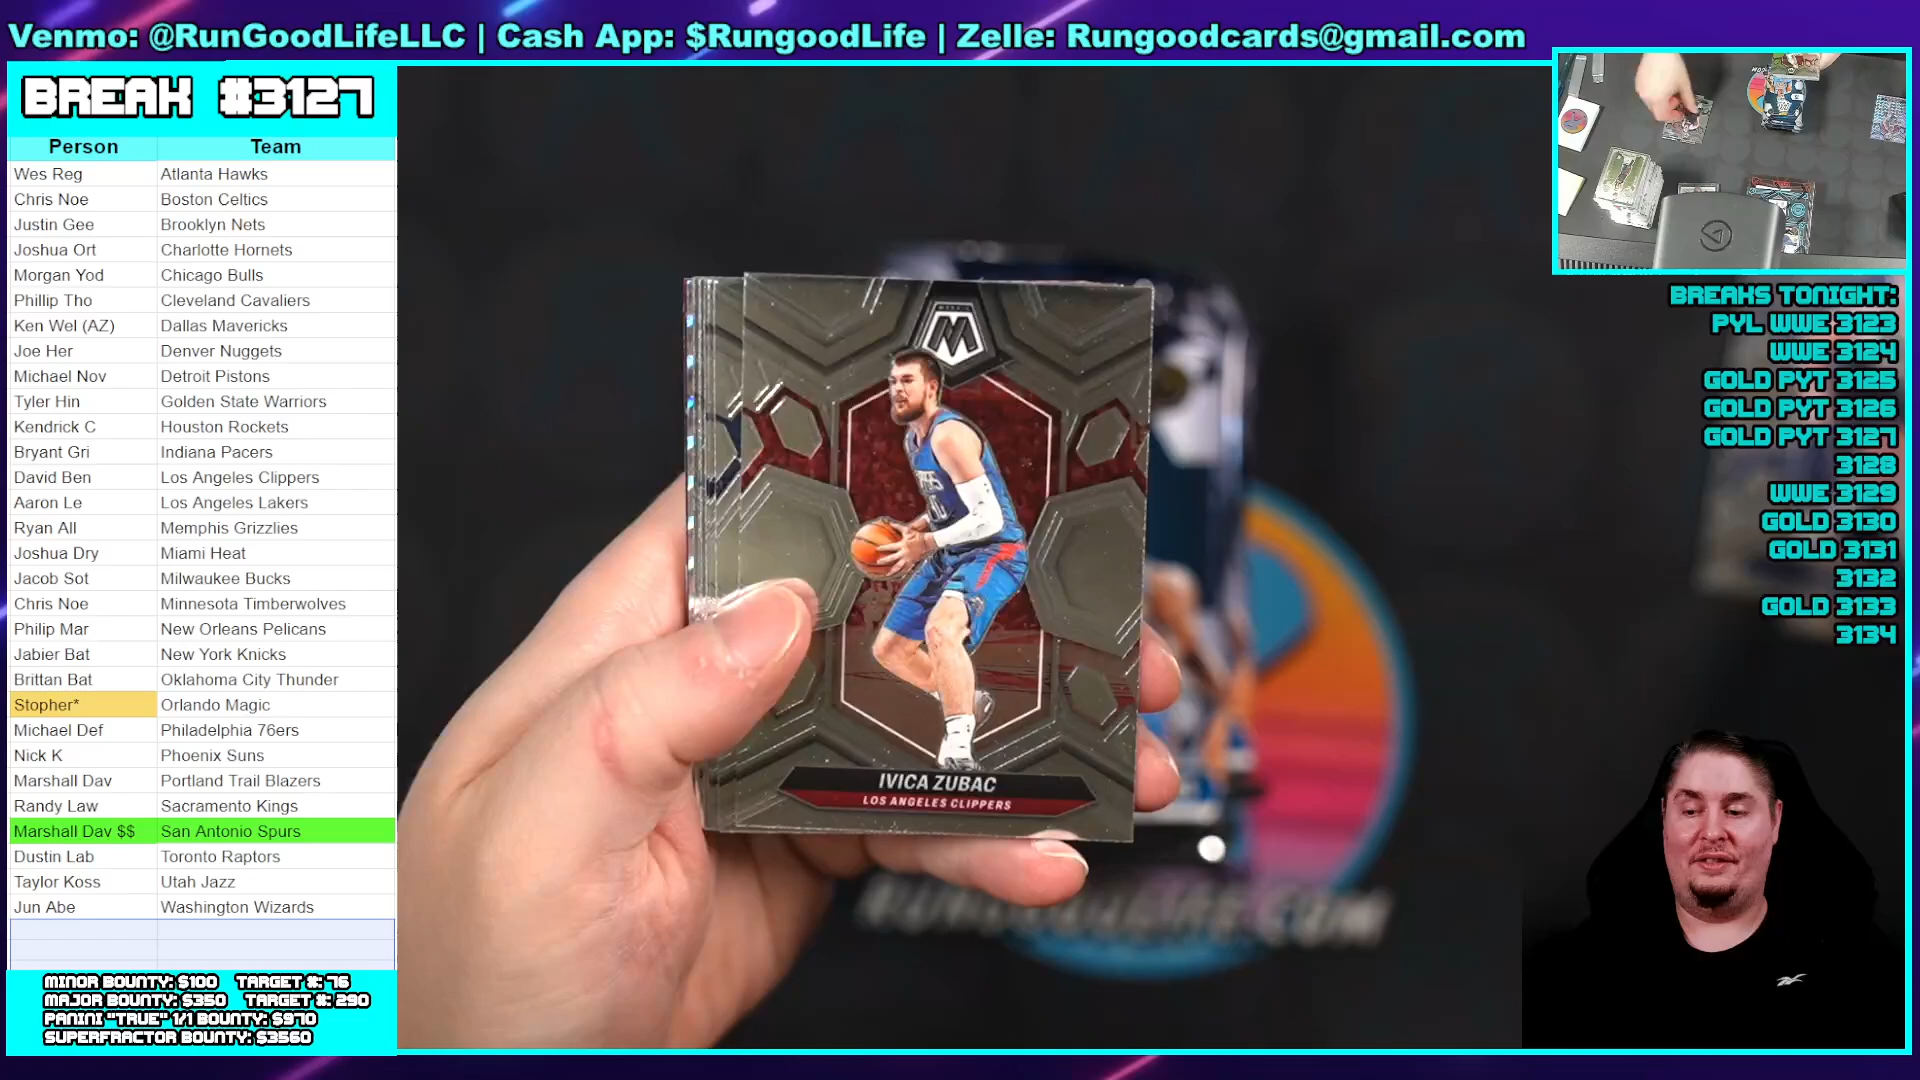 Venmo: @RunGoodLifeLLC | Cash App: $RungoodLife | Zelle: Rungoodcards@gmail.com
BREAK #3127
Person Team
Wes Reg Atlanta Hawks
Chris Noe Boston Celtics
Justin Gee Brooklyn Nets
Joshua Ort Charlotte Hornets
Morgan Yod Chicago Bulls
Phillip Tho Cleveland Cavaliers
Ken Wel (AZ) Dallas Mavericks
Joe Her Denver Nuggets
Michael Nov Detroit Pistons
Tyler Hin Golden State Warriors
Kendrick C Houston Rockets
Bryant Gri Indiana Pacers
David Ben Los Angeles Clippers
Aaron Le Los Angeles Lakers
Ryan All Memphis Grizzlies
Joshua Dry Miami Heat
Jacob Sot Milwaukee Bucks
Chris Noe Minnesota Timberwolves
Philip Mar New Orleans Pelicans
Jabier Bat New York Knicks
Brittan Bat Oklahoma City Thunder
Stopher* Orlando Magic
Michael Def Philadelphia 76ers
Nick K Phoenix Suns
Marshall Dav Portland Trail Blazers
Randy Law Sacramento Kings
Marshall Dav $$ San Antonio Spurs
Dustin Lab Toronto Raptors
Taylor Koss Utah Jazz
Jun Abe Washington Wizards
MINOR BOUNTY: $100 TARGET #: 76
MAJOR BOUNTY: $350 TARGET #: 290
PANINI "TRUE" 1/1 BOUNTY: $970
SUPERFRACTOR BOUNTY: $3560
M
IVICA ZUBAC
LOS ANGELES CLIPPERS
RUNGOODLIFE.COM
BREAKS TONIGHT:
PYL WWE 3123
WWE 3124
GOLD PYT 3125
GOLD PYT 3126
GOLD PYT 3127
3128
WWE 3129
GOLD 3130
GOLD 3131
3132
GOLD 3133
3134